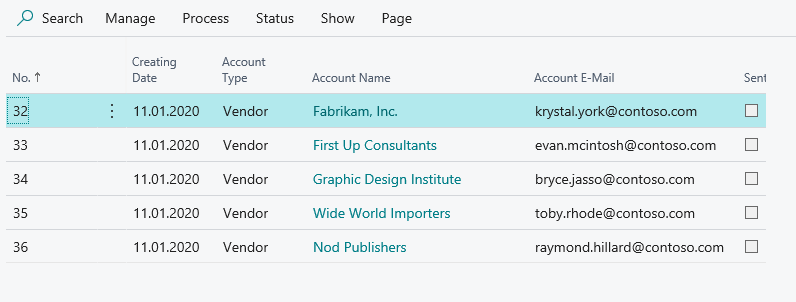 Search Manage Process Status Show Page
No. ↑ Creating Date Account Type Account Name Account E-Mail Sent
32 11.01.2020 Vendor Fabrikam, Inc. krystal.york@contoso.com
33 11.01.2020 Vendor First Up Consultants evan.mcintosh@contoso.com
34 11.01.2020 Vendor Graphic Design Institute bryce.jasso@contoso.com
35 11.01.2020 Vendor Wide World Importers toby.rhode@contoso.com
36 11.01.2020 Vendor Nod Publishers raymond.hillard@contoso.com